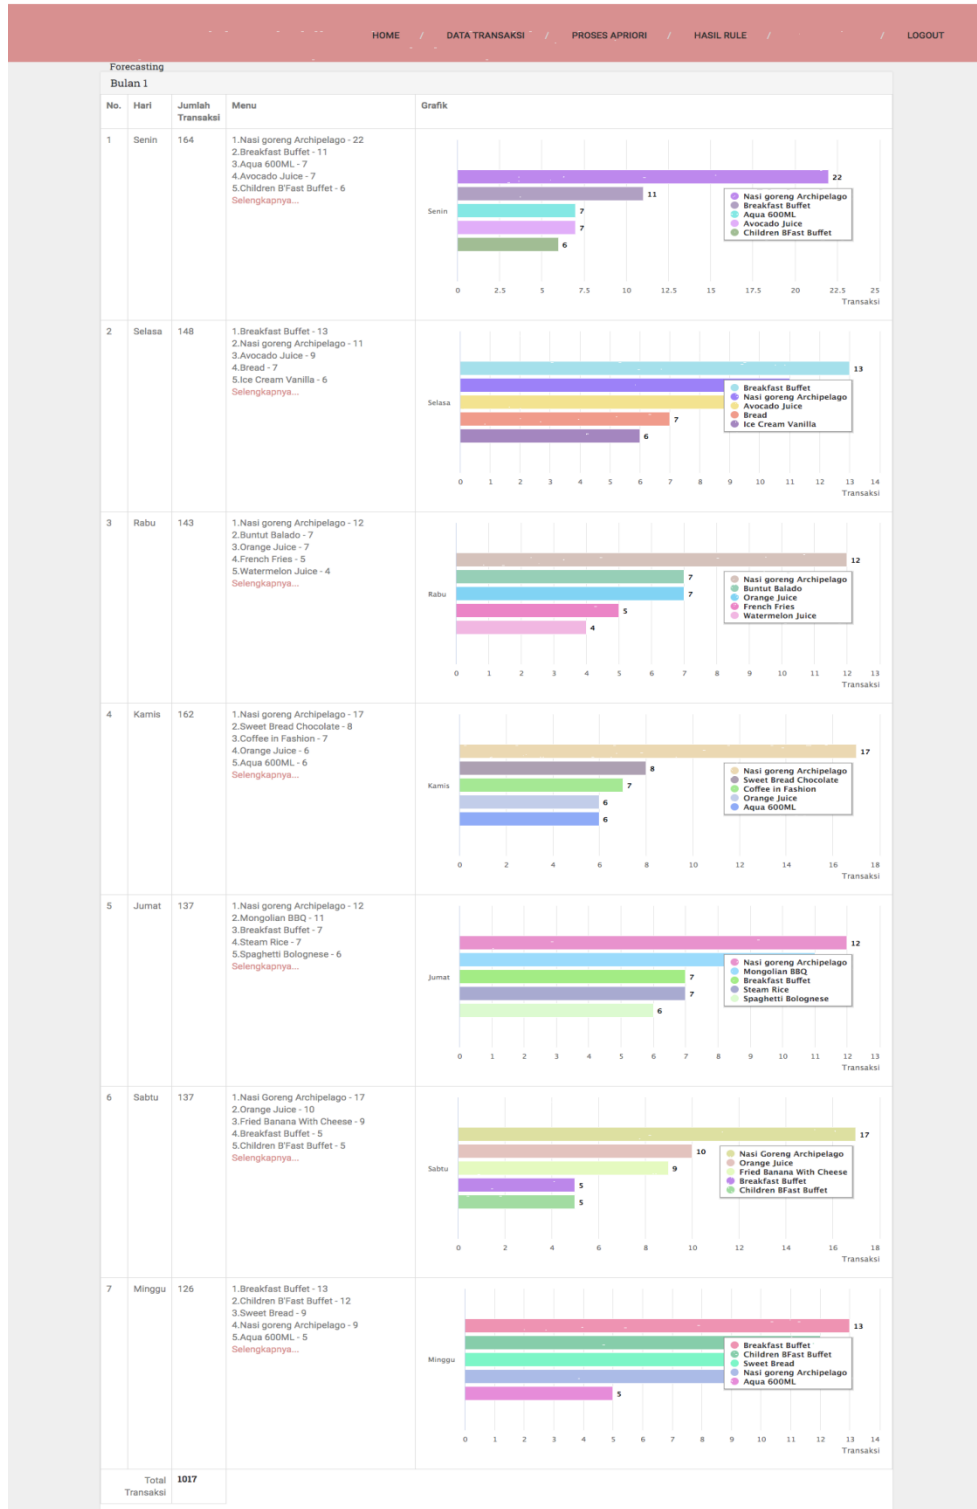 HOME / DATA TRANSAKSI / PROSES APRIORI / HASIL RULE / / LOGOUT
Forecasting
Bulan 1
No. Hari Jumlah Transaksi Menu Grafik
1 Senin 164
1.Nasi goreng Archipelago - 22
2.Breakfast Buffet - 11
3.Aqua 600ML - 7
4.Avocado Juice - 7
5.Children B'Fast Buffet - 6
Selengkapnya...
Senin
22
11
7
7
6
Nasi goreng Archipelago
Breakfast Buffet
Aqua 600ML
Avocado Juice
Children BFast Buffet
0 2.5 5 7.5 10 12.5 15 17.5 20 22.5 25
Transaksi
2 Selasa 148
1.Breakfast Buffet - 13
2.Nasi goreng Archipelago - 11
3.Avocado Juice - 9
4.Bread - 7
5.Ice Cream Vanilla - 6
Selengkapnya...
Selasa
13
7
6
Breakfast Buffet
Nasi goreng Archipelago
Avocado Juice
Bread
Ice Cream Vanilla
0 1 2 3 4 5 6 7 8 9 10 11 12 13 14
Transaksi
3 Rabu 143
1.Nasi goreng Archipelago - 12
2.Buntut Balado - 7
3.Orange Juice - 7
4.French Fries - 5
5.Watermelon Juice - 4
Selengkapnya...
Rabu
12
7
7
5
4
Nasi goreng Archipelago
Buntut Balado
Orange Juice
French Fries
Watermelon Juice
0 1 2 3 4 5 6 7 8 9 10 11 12 13
Transaksi
4 Kamis 162
1.Nasi goreng Archipelago - 17
2.Sweet Bread Chocolate - 8
3.Coffee in Fashion - 7
4.Orange Juice - 6
5.Aqua 600ML - 6
Selengkapnya...
Kamis
17
8
7
6
6
Nasi goreng Archipelago
Sweet Bread Chocolate
Coffee in Fashion
Orange Juice
Aqua 600ML
0 2 4 6 8 10 12 14 16 18
Transaksi
5 Jumat 137
1.Nasi goreng Archipelago - 12
2.Mongolian BBQ - 11
3.Breakfast Buffet - 7
4.Steam Rice - 7
5.Spaghetti Bolognese - 6
Selengkapnya...
Jumat
12
7
7
6
Nasi goreng Archipelago
Mongolian BBQ
Breakfast Buffet
Steam Rice
Spaghetti Bolognese
0 1 2 3 4 5 6 7 8 9 10 11 12 13
Transaksi
6 Sabtu 137
1.Nasi Goreng Archipelago - 17
2.Orange Juice - 10
3.Fried Banana With Cheese - 9
4.Breakfast Buffet - 5
5.Children B'Fast Buffet - 5
Selengkapnya...
Sabtu
17
10
9
5
5
Nasi Goreng Archipelago
Orange Juice
Fried Banana With Cheese
Breakfast Buffet
Children BFast Buffet
0 2 4 6 8 10 12 14 16 18
Transaksi
7 Minggu 126
1.Breakfast Buffet - 13
2.Children B'Fast Buffet - 12
3.Sweet Bread - 9
4.Nasi goreng Archipelago - 9
5.Aqua 600ML - 5
Selengkapnya...
Minggu
13
5
Breakfast Buffet
Children BFast Buffet
Sweet Bread
Nasi goreng Archipelago
Aqua 600ML
0 1 2 3 4 5 6 7 8 9 10 11 12 13 14
Transaksi
Total Transaksi 1017